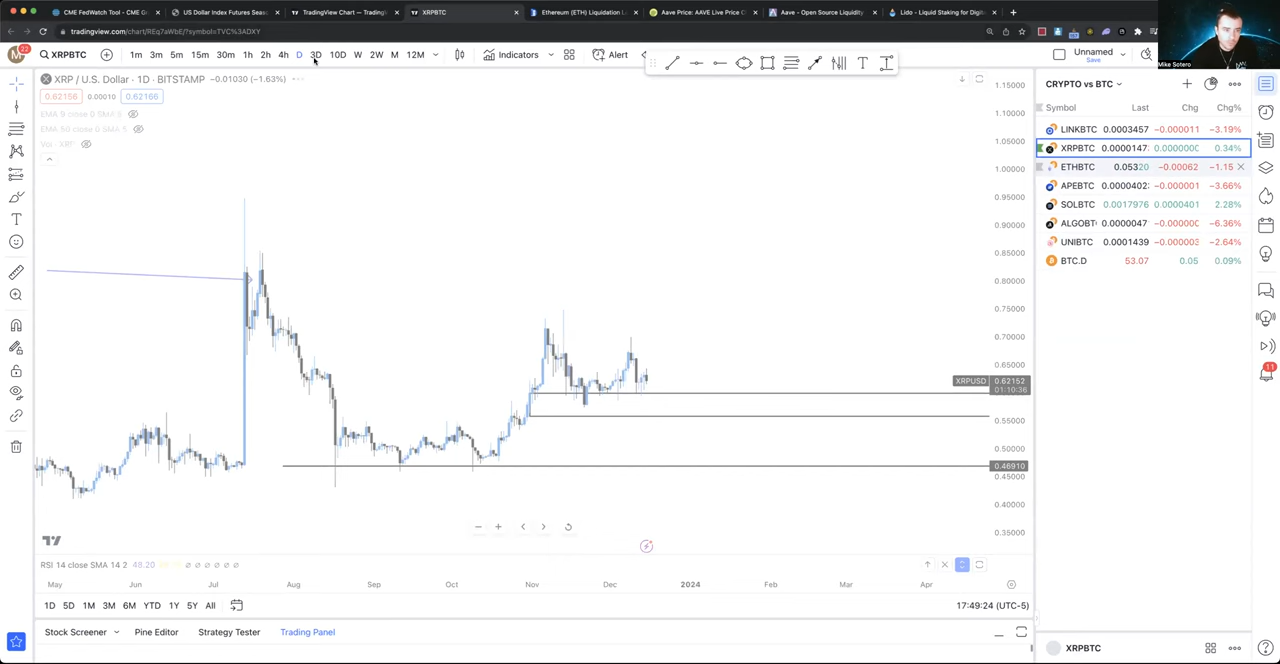 CME FedWatch Tool - CME G
US Dollar Index Futures Seas
TradingView Chart — Trading
XRPBTC
Ethereum (ETH) Liquidation L
Aave Price: AAVE Live Price C
Aave - Open Source Liquidity
Lido - Liquid Staking for Digit
tradingview.com/chart/REq7aWbE/?symbol=TVC%3ADXY
Mike Sotero
M
22
XRPBTC
1m 3m 5m 15m 30m 1h 2h 4h D 3D 10D W 2W M 12M
Indicators
Alert
Unnamed
Save
XRP / U.S. Dollar · 1D · BITSTAMP −0.01030 (−1.63%)
0.62156 0.00010 0.62166
EMA 9 close 0 SMA 5
EMA 50 close 0 SMA 5
Vol · XRP
1.15000
1.10000
1.05000
1.00000
0.95000
0.90000
0.85000
0.80000
0.75000
0.70000
0.65000
XRPUSD 0.62152
01:10:36
0.55000
0.50000
0.46910
0.45000
0.40000
0.35000
CRYPTO vs BTC
Symbol Last Chg Chg%
LINKBTC 0.0003457 −0.000011 −3.19%
XRPBTC 0.0000147 0.0000000 0.34%
ETHBTC 0.05320 −0.00062 −1.15
APEBTC 0.0000402 −0.000001 −3.66%
SOLBTC 0.0017976 0.0000401 2.28%
ALGOBT 0.0000047 −0.000000 −6.36%
UNIBTC 0.0001439 −0.000003 −2.64%
BTC.D 53.07 0.05 0.09%
11
RSI 14 close SMA 14 2 48.20
May Jun Jul Aug Sep Oct Nov Dec 2024 Feb Mar Apr
1D 5D 1M 3M 6M YTD 1Y 5Y All
17:49:24 (UTC-5)
Stock Screener
Pine Editor
Strategy Tester
Trading Panel
XRPBTC